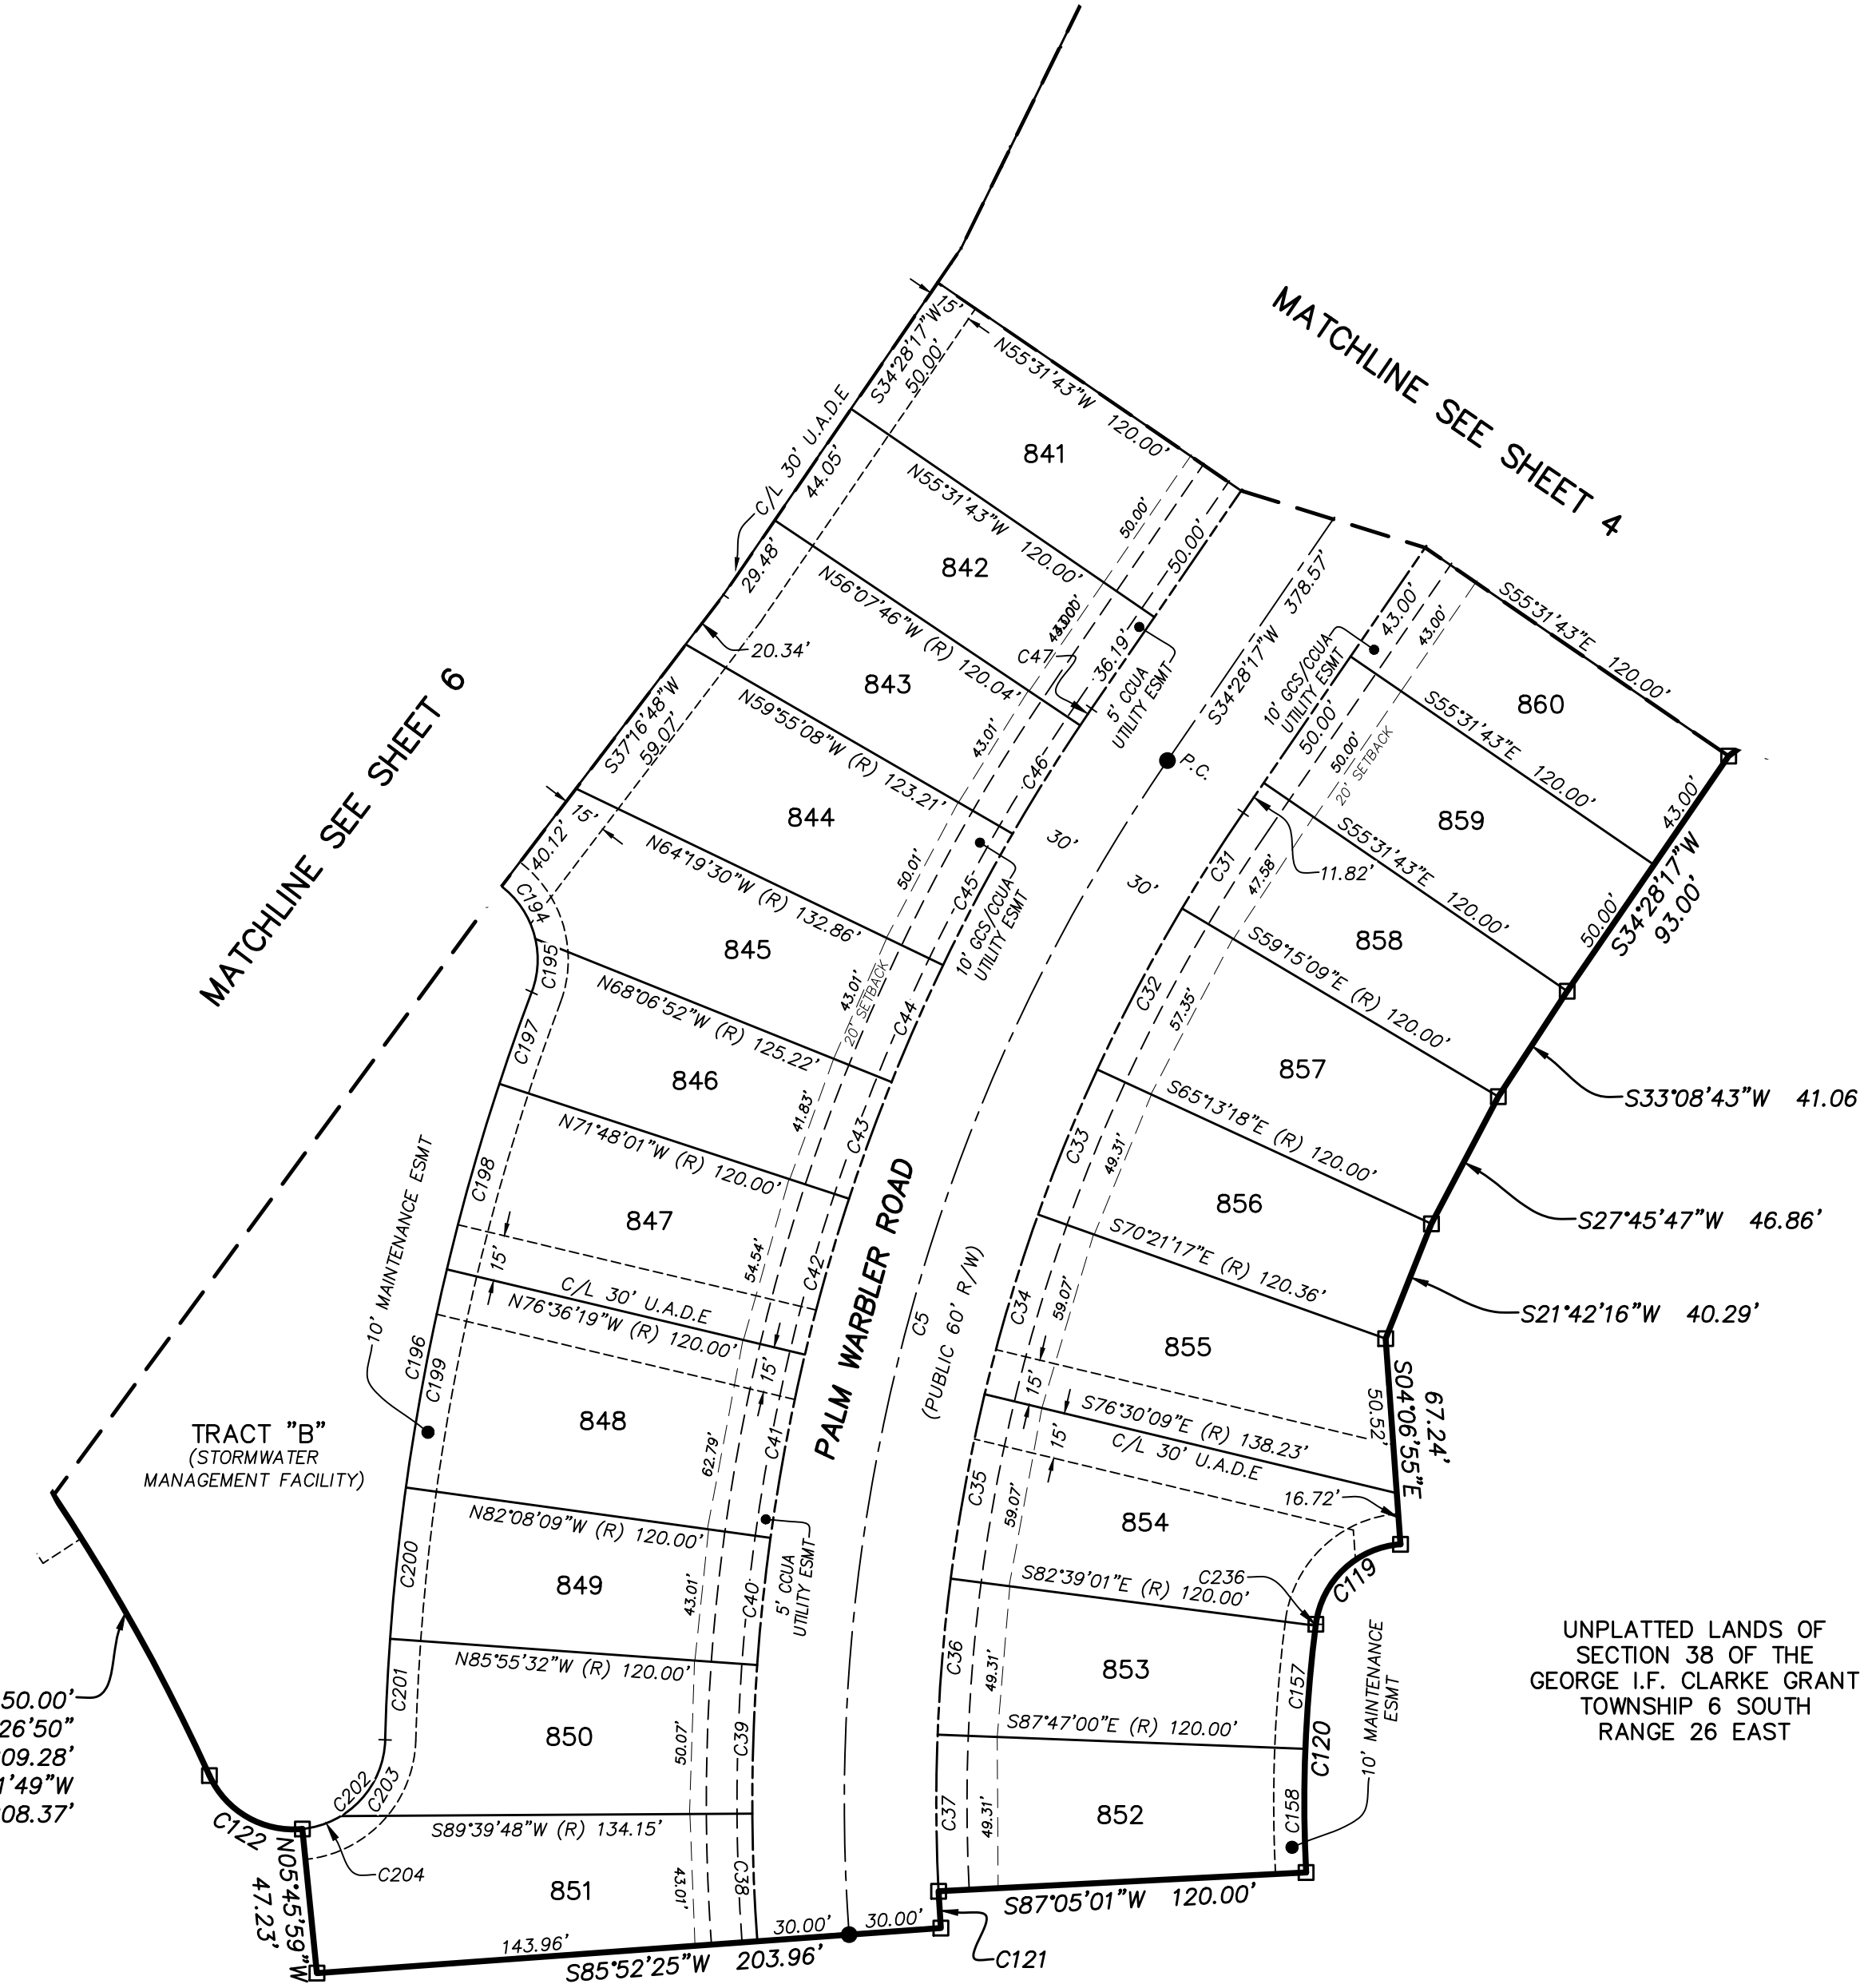 MATCHLINE SEE SHEET 4
MATCHLINE SEE SHEET 6
15'
S34°28'17"W
50.00'
N55°31'43"W 120.00'
841
C/L 30' U.A.D.E
44.05'
N55°31'43"W 120.00'
50.00'
50.00'
842
29.48'
N56°07'46"W (R) 120.04'
43.00'
36.19'
C47
5' CCUA
UTILITY ESMT
20.34'
843
S37°16'48"W
59.07'
N59°55'08"W (R) 123.21'
43.01'
C46
844
15'
40.12'
N64°19'30"W (R) 132.86'
50.01'
C45
10' GCS/CCUA
UTILITY ESMT
C194
845
C195
N68°06'52"W (R) 125.22'
43.01'
20' SETBACK
C44
C197
846
41.83'
C43
N71°48'01"W (R) 120.00'
C198
847
15'
54.54'
C42
10' MAINTENANCE ESMT
C/L 30' U.A.D.E
N76°36'19"W (R) 120.00'
15'
C196
C199
848
62.79'
C41
TRACT "B"
(STORMWATER
MANAGEMENT FACILITY)
N82°08'09"W (R) 120.00'
C200
849
43.01'
C40
5' CCUA
UTILITY ESMT
N85°55'32"W (R) 120.00'
C201
850
50.07'
C39
C202
C203
S89°39'48"W (R) 134.15'
C122
C204
N05°45'59"W
47.23'
851
43.01'
C38
143.96'
S85°52'25"W 203.96'
30.00'
30.00'
50.00'
26'50"
09.28'
1'49"W
08.37'
S34°28'17"W 378.57'
P.C.
30'
30'
PALM WARBLER ROAD
(PUBLIC 60' R/W)
C5
43.00'
43.00'
S55°31'43"E 120.00'
10' GCS/CCUA
UTILITY ESMT
860
50.00'
50.00'
20' SETBACK
S55°31'43"E 120.00'
43.00'
859
11.82'
S55°31'43"E 120.00'
50.00'
S34°28'17"W
93.00'
C31
47.58'
858
S59°15'09"E (R) 120.00'
C32
57.35'
857
S33°08'43"W 41.06
S65°13'18"E (R) 120.00'
C33
49.31'
856
S27°45'47"W 46.86'
S70°21'17"E (R) 120.36'
C34
59.07'
855
S21°42'16"W 40.29'
15'
S76°30'09"E (R) 138.23'
C/L 30' U.A.D.E
15'
50.52'
S04°06'55"E
67.24'
C35
59.07'
854
16.72'
C236
C119
S82°39'01"E (R) 120.00'
C36
49.31'
853
C157
C120
10' MAINTENANCE
ESMT
S87°47'00"E (R) 120.00'
C37
49.31'
852
C158
S87°05'01"W 120.00'
C121
UNPLATTED LANDS OF
SECTION 38 OF THE
GEORGE I.F. CLARKE GRANT
TOWNSHIP 6 SOUTH
RANGE 26 EAST